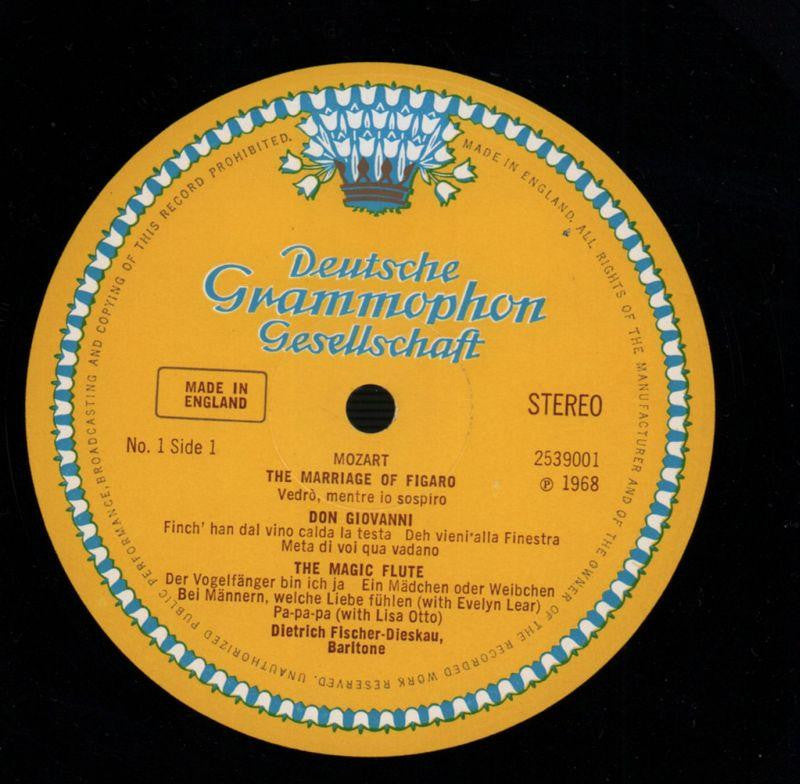 MADE IN ENGLAND. ALL RIGHTS OF THE MANUFACTURER AND OF THE OWNER OF THE RECORDED WORK RESERVED. UNAUTHORIZED PUBLIC PERFORMANCE, BROADCASTING AND COPYING OF THIS RECORD PROHIBITED.
Deutsche
Grammophon
Gesellschaft
MADE IN
ENGLAND
STEREO
No. 1 Side 1
2539001
℗ 1968
MOZART
THE MARRIAGE OF FIGARO
Vedrò, mentre io sospiro
DON GIOVANNI
Finch' han dal vino calda la testa Deh vieni'alla Finestra
Meta di voi qua vadano
THE MAGIC FLUTE
Der Vogelfänger bin ich ja Ein Mädchen oder Weibchen
Bei Männern, welche Liebe fühlen (with Evelyn Lear)
Pa-pa-pa (with Lisa Otto)
Dietrich Fischer-Dieskau,
Baritone